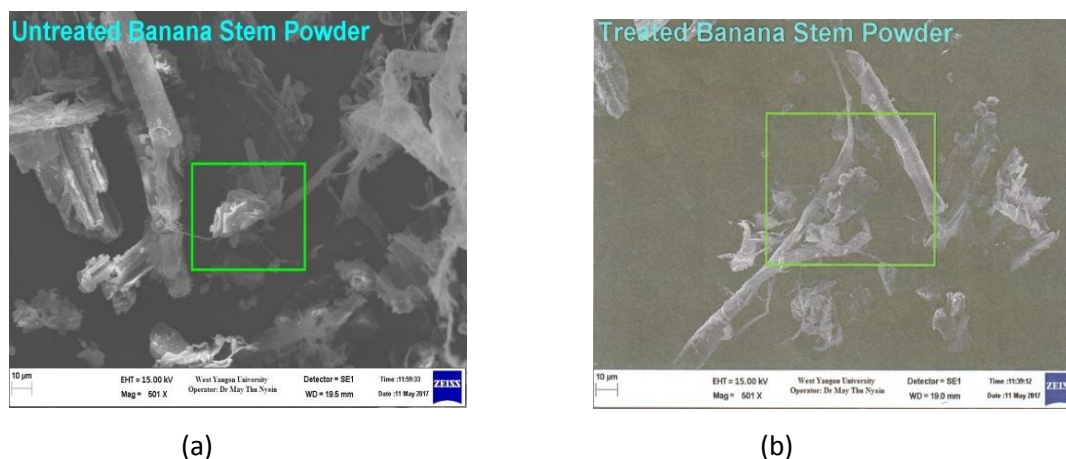 Untreated Banana Stem Powder
10 µm
EHT = 15.00 kV
Mag = 501 X
West Yangon University
Operator: Dr May Thu Nyein
Detector = SE1
WD = 19.5 mm
Time :11:59:33
Date :11 May 2017
ZEISS
(a)
Treated Banana Stem Powder
10 µm
EHT = 15.00 kV
Mag = 501 X
West Yangon University
Operator: Dr May Thu Nyein
Detector = SE1
WD = 19.0 mm
Time :11:39:12
Date :11 May 2017
ZEISS
(b)